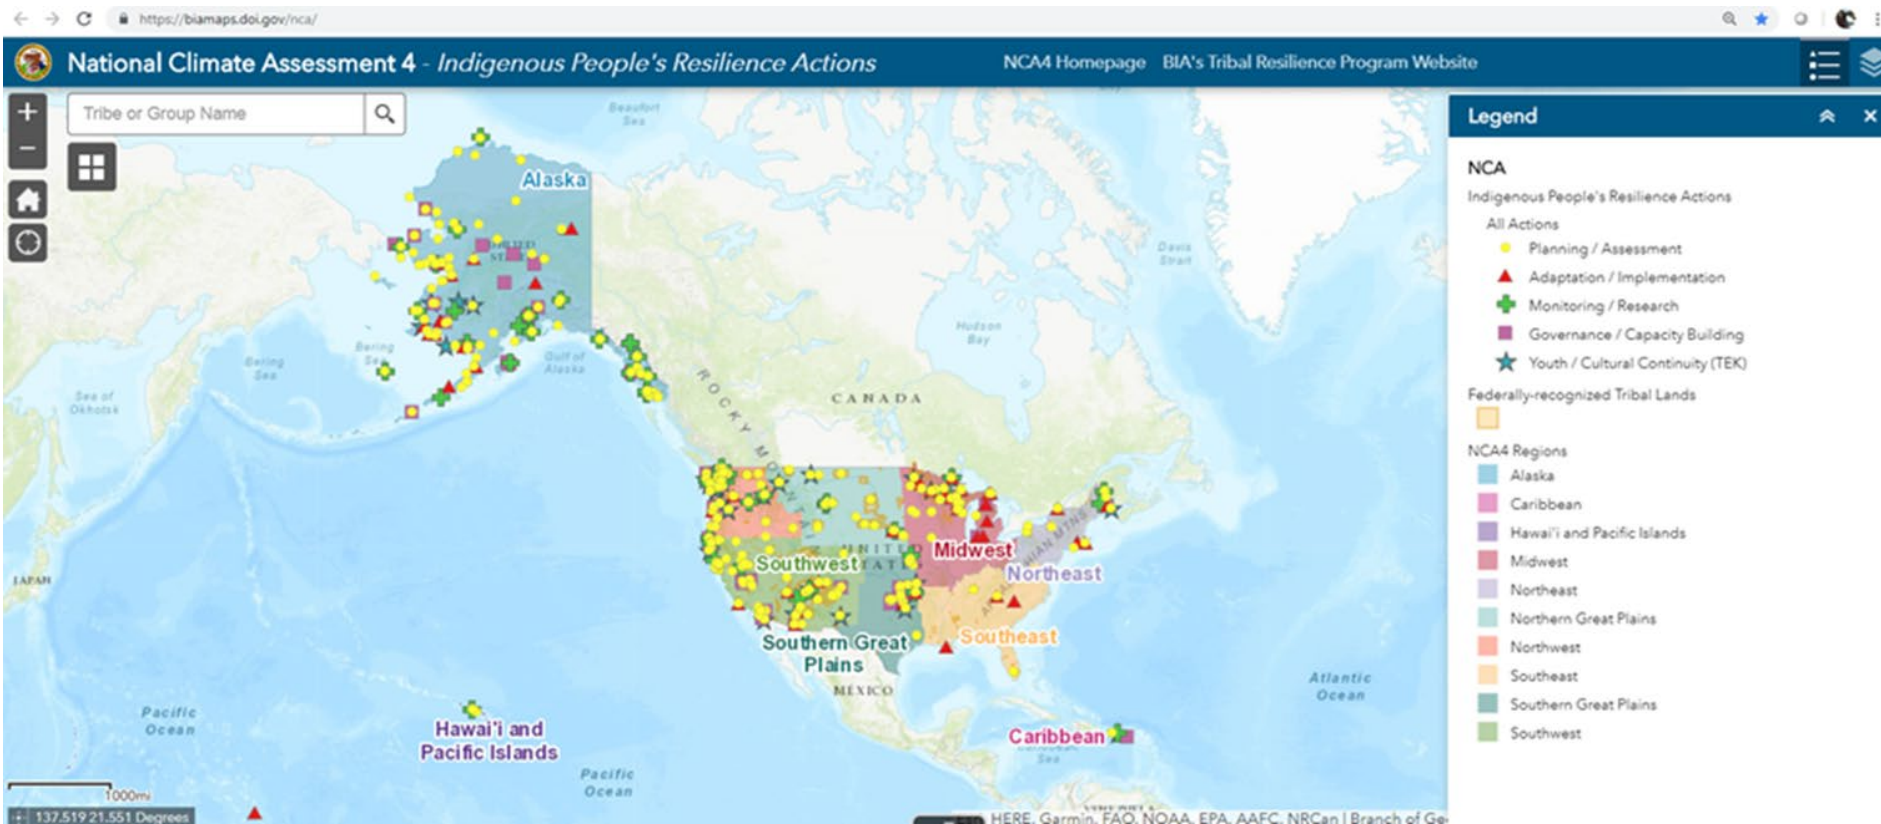 https://biamaps.doi.gov/nca/
National Climate Assessment 4 - Indigenous People's Resilience Actions
NCA4 Homepage
BIA's Tribal Resilience Program Website
Tribe or Group Name
Legend
NCA
Indigenous People's Resilience Actions
All Actions
Planning / Assessment
Adaptation / Implementation
Monitoring / Research
Governance / Capacity Building
Youth / Cultural Continuity (TEK)
Federally-recognized Tribal Lands
NCA4 Regions
Alaska
Caribbean
Hawai'i and Pacific Islands
Midwest
Northeast
Northern Great Plains
Northwest
Southeast
Southern Great Plains
Southwest
Beaufort
Sea
Alaska
Davis
Strait
Hudson
Bay
Bering
Sea
Bering
Sea
Gulf of
Alaska
Sea of
Okhotsk
CANADA
ROCKY
JAPAN
UNITED
Midwest
Southwest
Northeast
Southeast
Southern Great
Plains
MEXICO
Atlantic
Ocean
Pacific
Ocean
Hawai'i and
Pacific Islands
Caribbean
Sea
Pacific
Ocean
1000mi
137.519 21.551 Degrees
HERE, Garmin, FAO, NOAA, EPA, AAFC, NRCan | Branch of Ge